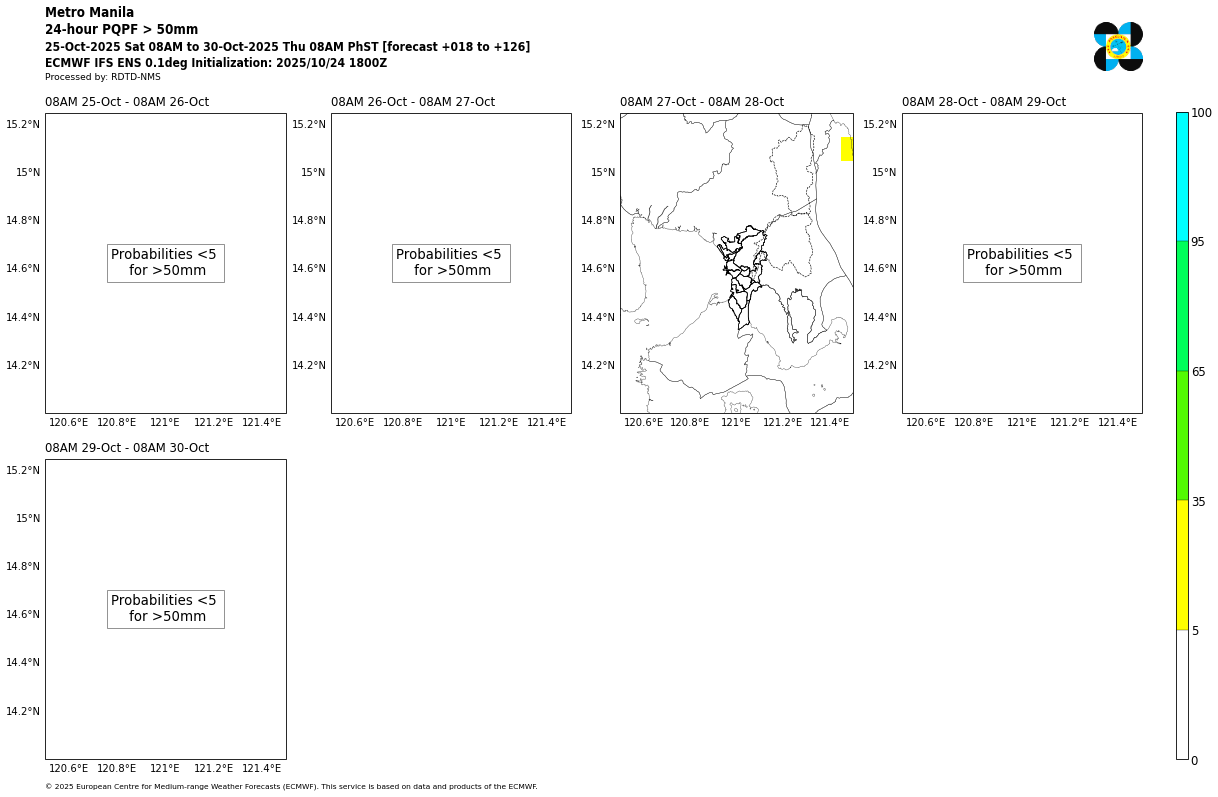 Metro Manila
24-hour PQPF > 50mm
25-Oct-2025 Sat 08AM to 30-Oct-2025 Thu 08AM PhST [forecast +018 to +126]
ECMWF IFS ENS 0.1deg Initialization: 2025/10/24 1800Z
Processed by: RDTD-NMS
08AM 25-Oct - 08AM 26-Oct
15.2°N
15°N
14.8°N
14.6°N
14.4°N
14.2°N
Probabilities <5
for >50mm
120.6°E 120.8°E 121°E 121.2°E 121.4°E
08AM 26-Oct - 08AM 27-Oct
15.2°N
15°N
14.8°N
14.6°N
14.4°N
14.2°N
Probabilities <5
for >50mm
120.6°E 120.8°E 121°E 121.2°E 121.4°E
08AM 27-Oct - 08AM 28-Oct
15.2°N
15°N
14.8°N
14.6°N
14.4°N
14.2°N
120.6°E 120.8°E 121°E 121.2°E 121.4°E
08AM 28-Oct - 08AM 29-Oct
15.2°N
15°N
14.8°N
14.6°N
14.4°N
14.2°N
Probabilities <5
for >50mm
120.6°E 120.8°E 121°E 121.2°E 121.4°E
08AM 29-Oct - 08AM 30-Oct
15.2°N
15°N
14.8°N
14.6°N
14.4°N
14.2°N
Probabilities <5
for >50mm
120.6°E 120.8°E 121°E 121.2°E 121.4°E
100
95
65
35
5
0
© 2025 European Centre for Medium-range Weather Forecasts (ECMWF). This service is based on data and products of the ECMWF.